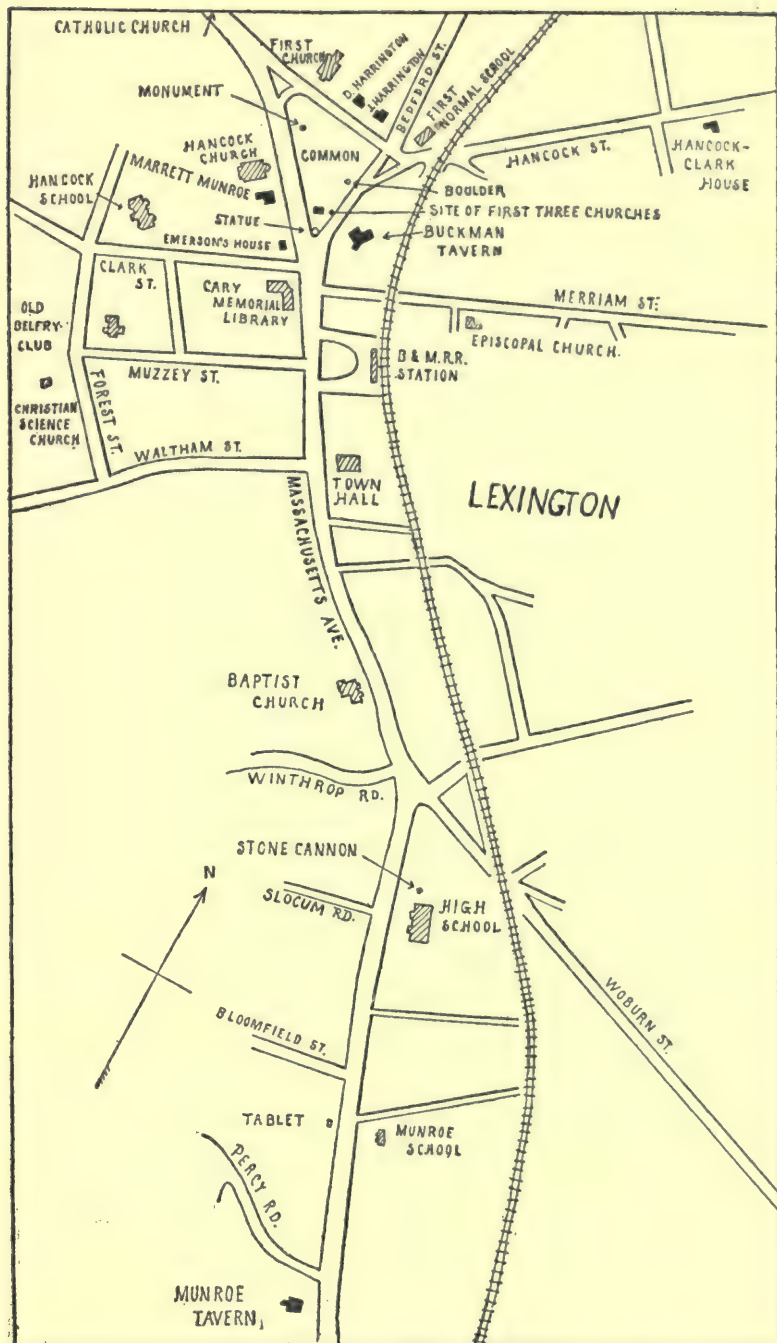 CATHOLIC CHURCH
FIRST
CHURCH
D. HARRINGTON
J. HARRINGTON
BEDFORD ST.
FIRST
NORMAL SCHOOL
MONUMENT
COMMON
HANCOCK ST.
HANCOCK-
CLARK
HOUSE
HANCOCK
CHURCH
MARRETT MUNROE
HANCOCK
SCHOOL
BOULDER
STATUE
SITE OF FIRST THREE CHURCHES
EMERSON'S HOUSE
BUCKMAN
TAVERN
CLARK
ST.
CARY
MEMORIAL
LIBRARY
MERRIAM ST.
OLD
BELFRY
CLUB
EPISCOPAL CHURCH.
B & M.R.R.
STATION
MUZZEY ST.
CHRISTIAN
SCIENCE
CHURCH
FOREST ST.
WALTHAM ST.
TOWN
HALL
LEXINGTON
MASSACHUSETTS AVE.
BAPTIST
CHURCH
WINTHROP RD.
STONE CANNON
N
SLOCUM RD.
HIGH
SCHOOL
WOBURN ST.
BLOOMFIELD ST.
TABLET
MUNROE
SCHOOL
PERCY RD.
MUNROE
TAVERN